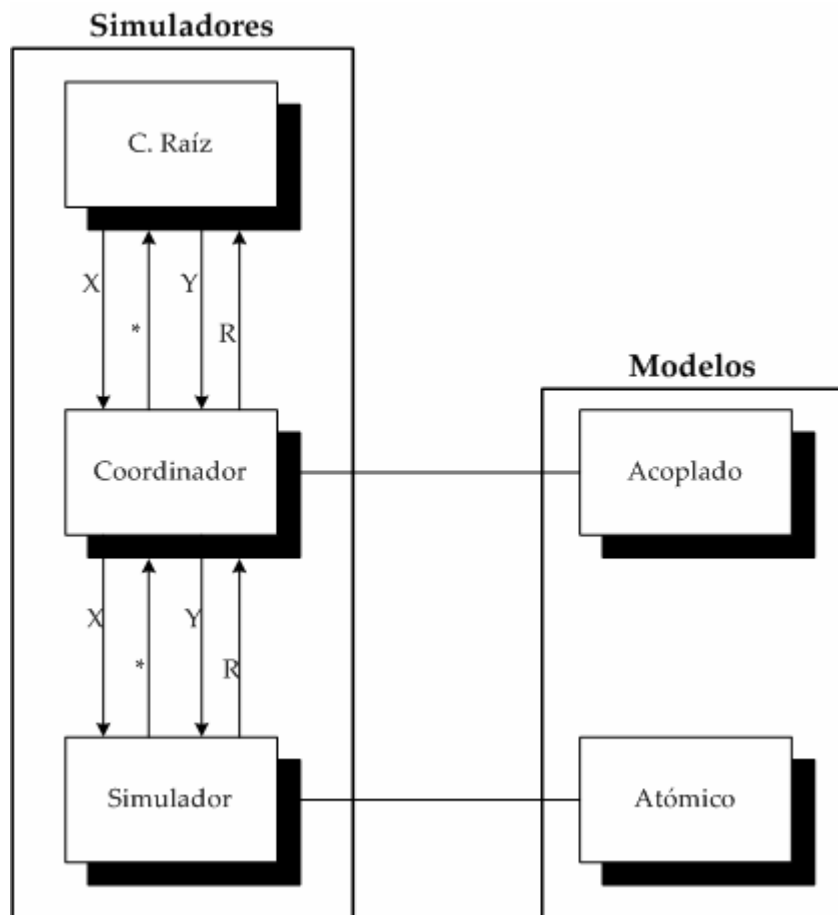 Simuladores
C. Raíz
X
*
Y
R
Modelos
Coordinador
Acoplado
X
*
Y
R
Simulador
Atómico